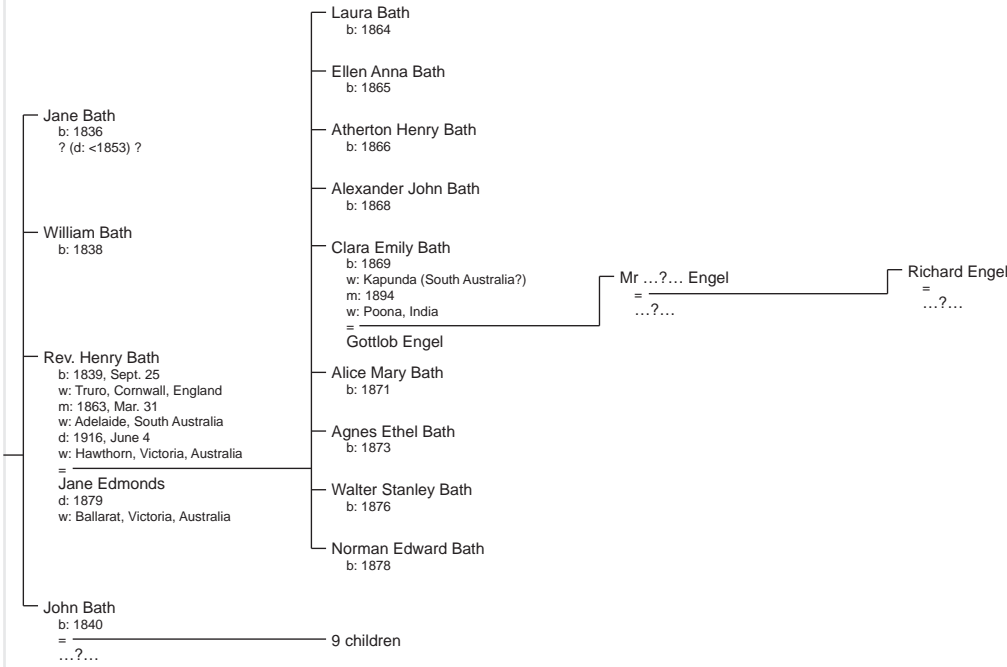 Jane Bath
b: 1836
? (d: <1853) ?
William Bath
b: 1838
Rev. Henry Bath
b: 1839, Sept. 25
w: Truro, Cornwall, England
m: 1863, Mar. 31
w: Adelaide, South Australia
d: 1916, June 4
w: Hawthorn, Victoria, Australia
=
Jane Edmonds
d: 1879
w: Ballarat, Victoria, Australia
John Bath
b: 1840
=
…?…
Laura Bath
b: 1864
Ellen Anna Bath
b: 1865
Atherton Henry Bath
b: 1866
Alexander John Bath
b: 1868
Clara Emily Bath
b: 1869
w: Kapunda (South Australia?)
m: 1894
w: Poona, India
=
Gottlob Engel
Alice Mary Bath
b: 1871
Agnes Ethel Bath
b: 1873
Walter Stanley Bath
b: 1876
Norman Edward Bath
b: 1878
9 children
Mr …?… Engel
=
…?…
Richard Engel
=
…?…